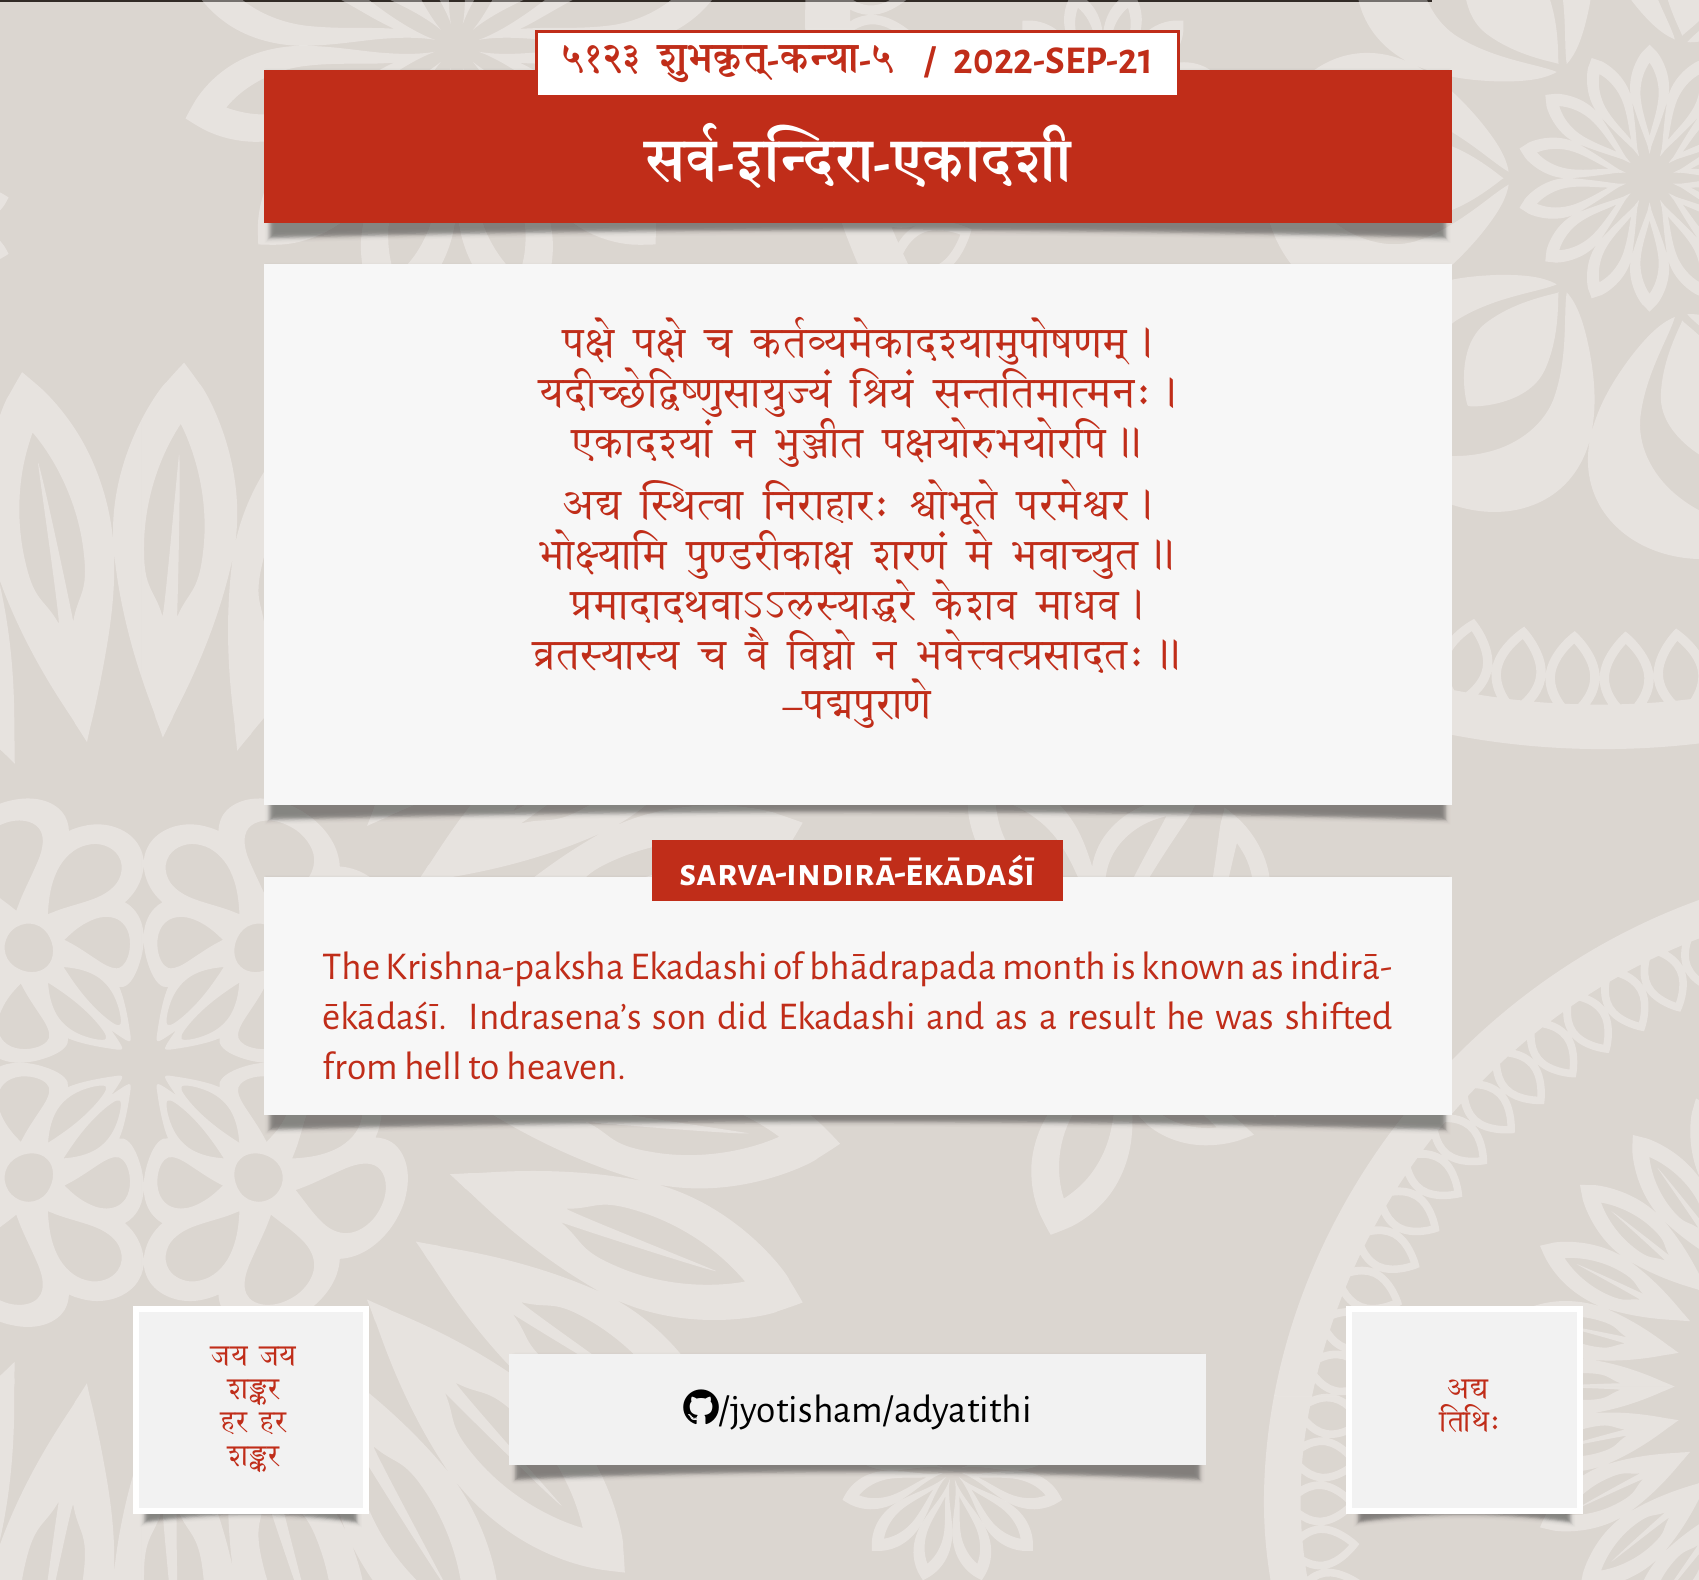 ५१२३ शुभकृत्-कन्या-५ / 2022-SEP-21
सर्व-इन्दिरा-एकादशी
पक्षे पक्षे च कर्तव्यमेकादश्यामुपोषणम्।
यदीच्छेद्विष्णुसायुज्यं श्रियं सन्ततिमात्मनः।
एकादश्यां न भुञ्जीत पक्षयोरुभयोरपि॥
अद्य स्थित्वा निराहारः श्वोभूते परमेश्वर।
भोक्ष्यामि पुण्डरीकाक्ष शरणं मे भवाच्युत॥
प्रमादादथवाऽऽलस्याद्धरे केशव माधव।
व्रतस्यास्य च वै विघ्नो न भवेत्त्वत्प्रसादतः॥
–पद्मपुराणे
SARVA-INDIRĀ-ĒKĀDAŚĪ
The Krishna-paksha Ekadashi of bhādrapada month is known as indirā-
ēkādaśī. Indrasena’s son did Ekadashi and as a result he was shifted
from hell to heaven.
जय जय
शङ्कर
हर हर
शङ्कर
/jyotisham/adyatithi
अद्य
तिथिः